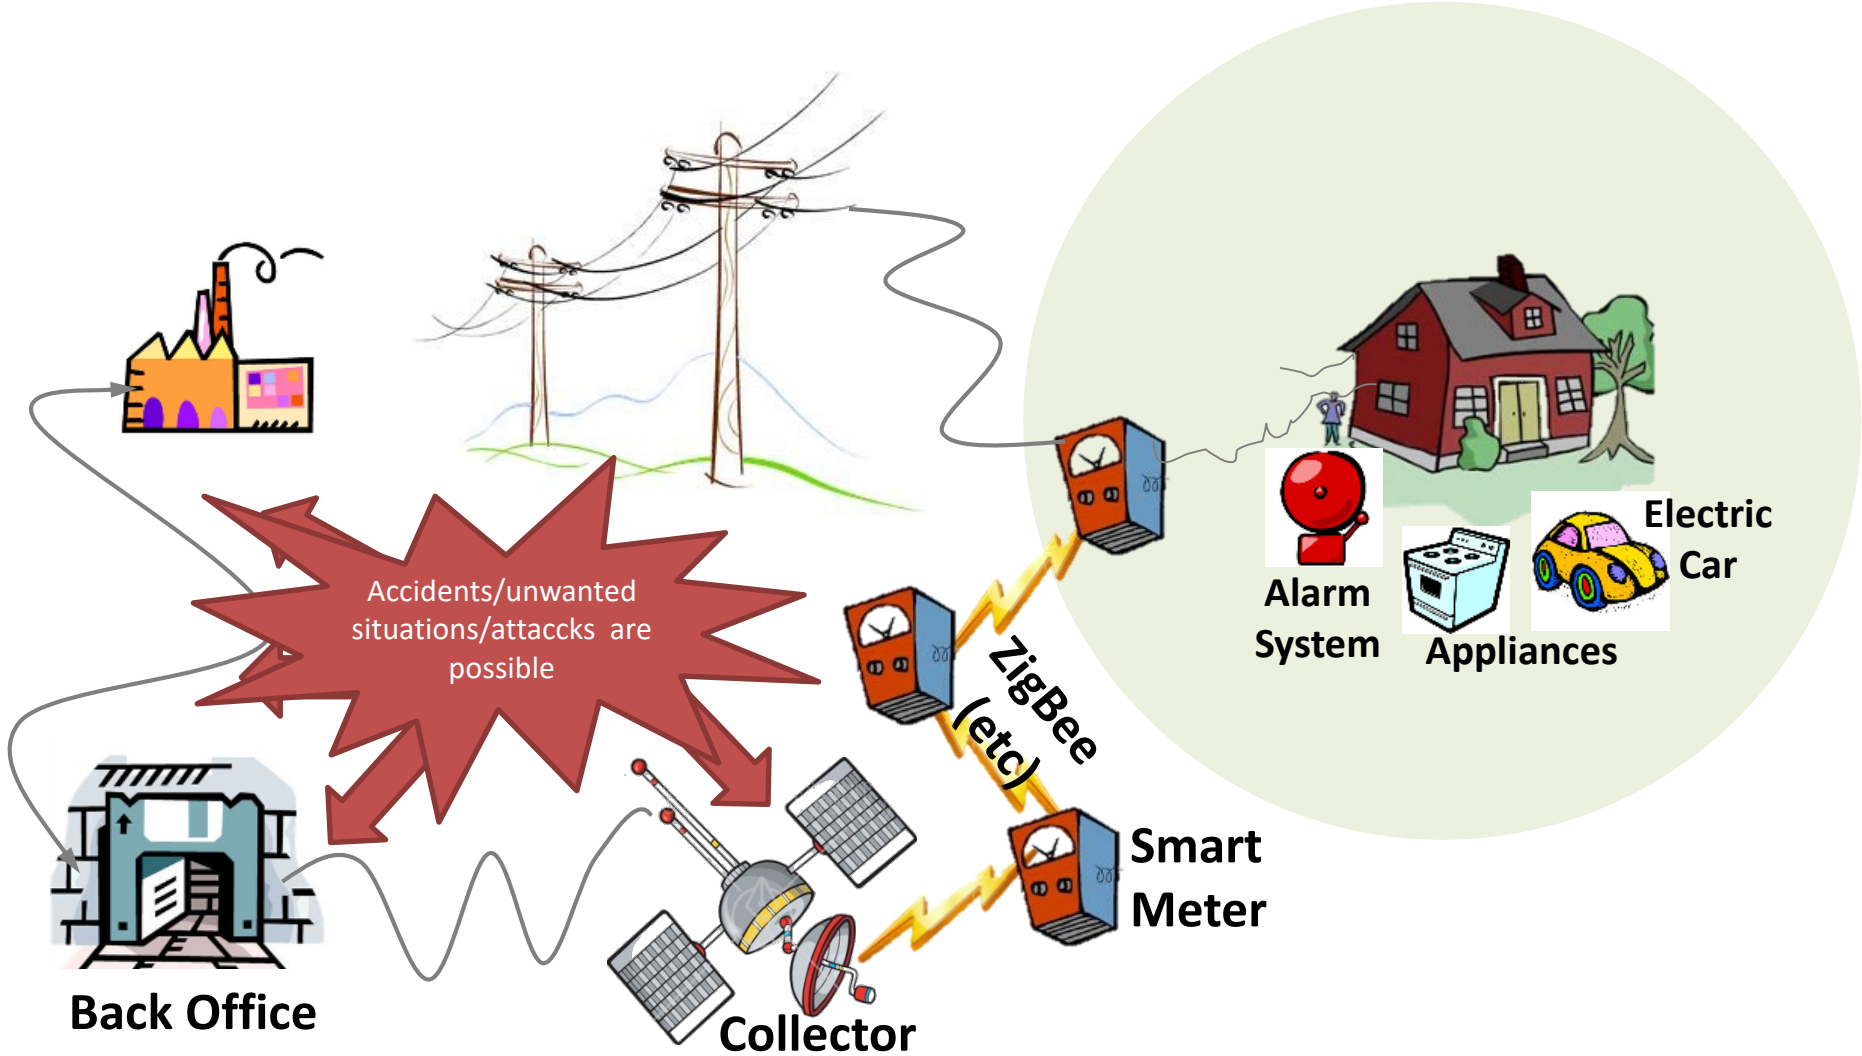 Accidents/unwanted
situations/attaccks are
possible
Electric
Car
Alarm
System
Appliances
ZigBee
(etc)
Smart
Meter
Back Office
Collector